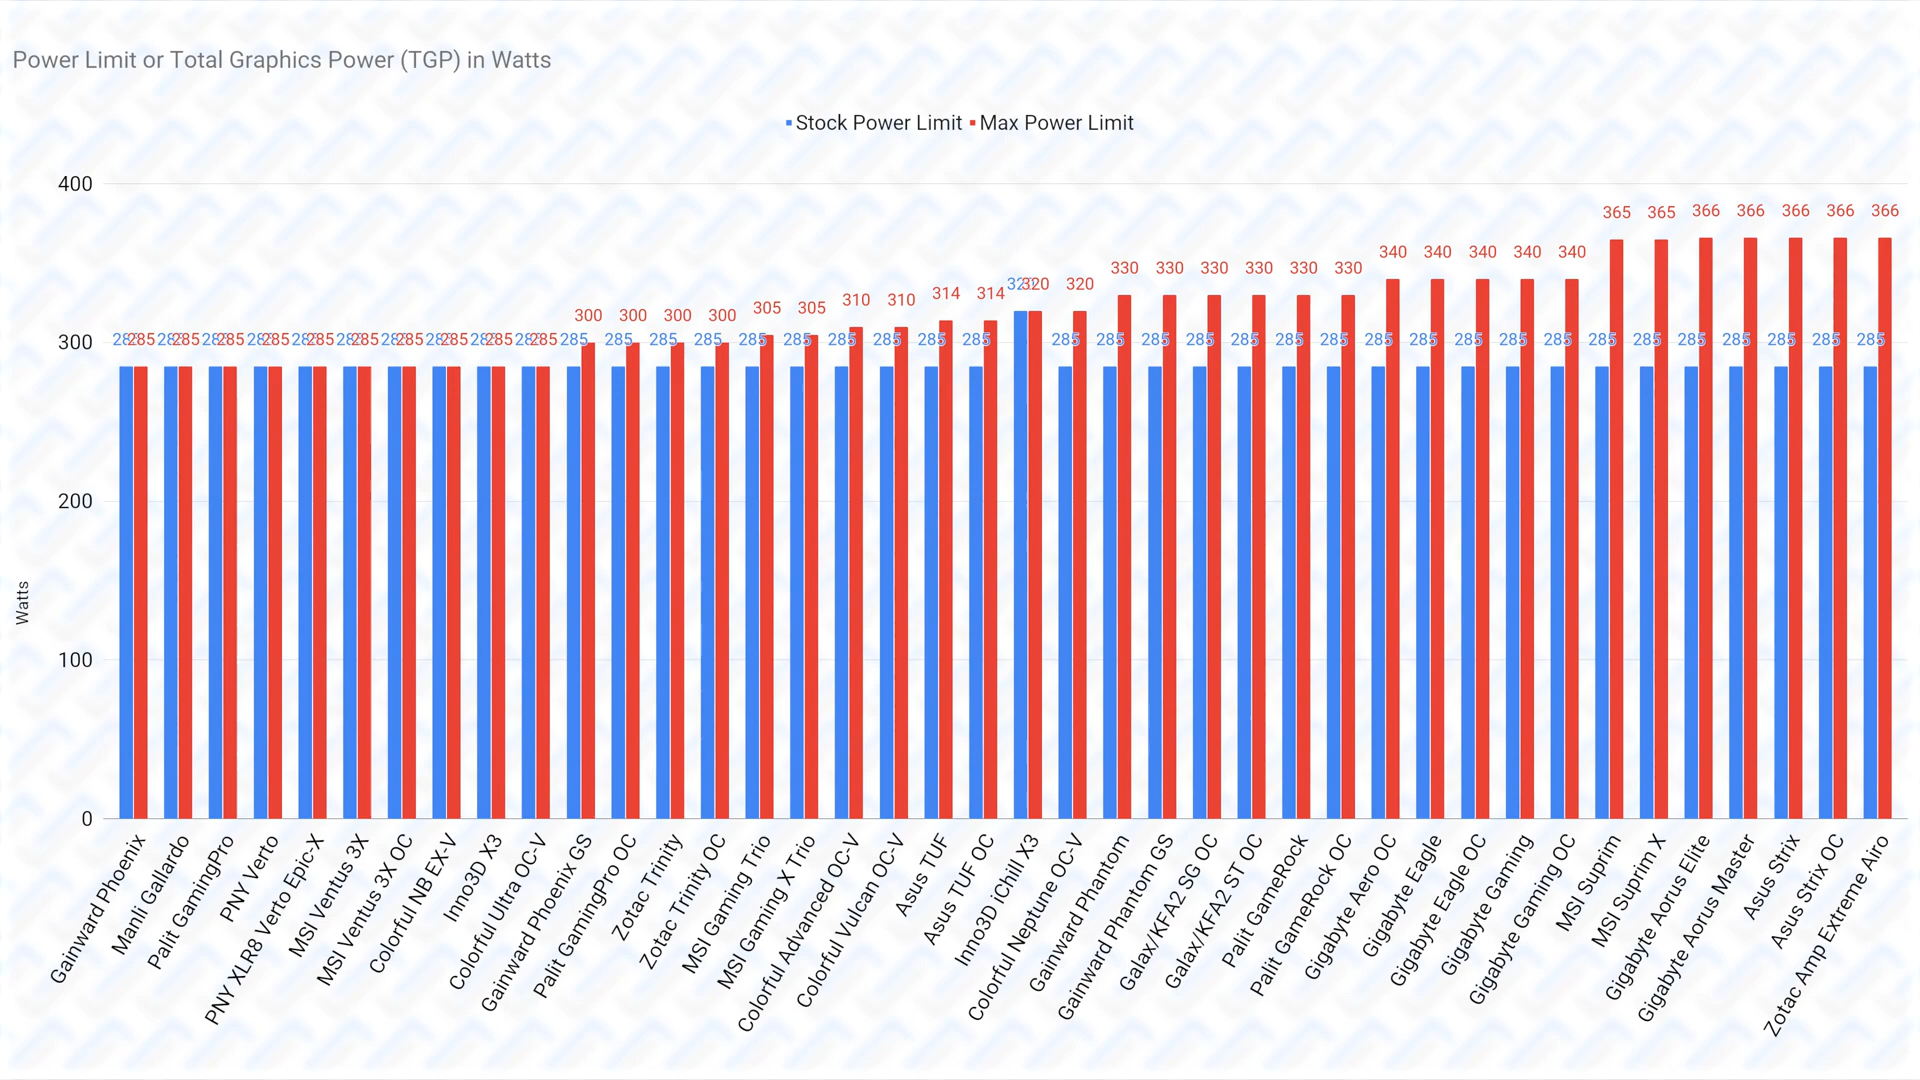 Power Limit or Total Graphics Power (TGP) in Watts
Stock Power Limit Max Power Limit
400
300
200
100
0
Watts
285 285 285 285 285 285 285 285 285 285 300 300 300 300 305 305 310 310 314 314 320 320 330 330 330 330 330 330 340 340 340 340 340 365 365 366 366 366 366 366
285 285 285 285 285 285 285 285 285 285 285 285 285 285 285 285 285 285 285 285 285 285 285 285 285 285 285 285 285
Gainward Phoenix
Manli Gallardo
Palit GamingPro
PNY Verto
PNY XLR8 Verto Epic-X
MSI Ventus 3X
MSI Ventus 3X OC
Colorful NB EX-V
Inno3D X3
Colorful Ultra OC-V
Gainward Phoenix GS
Palit GamingPro OC
Zotac Trinity
Zotac Trinity OC
MSI Gaming Trio
MSI Gaming X Trio
Colorful Advanced OC-V
Colorful Vulcan OC-V
Asus TUF
Asus TUF OC
Inno3D iChill X3
Colorful Neptune OC-V
Gainward Phantom
Gainward Phantom GS
Galax/KFA2 SG OC
Galax/KFA2 ST OC
Palit GameRock
Palit GameRock OC
Gigabyte Aero OC
Gigabyte Eagle
Gigabyte Eagle OC
Gigabyte Gaming
Gigabyte Gaming OC
MSI Suprim
MSI Suprim X
Gigabyte Aorus Elite
Gigabyte Aorus Master
Asus Strix
Asus Strix OC
Zotac Amp Extreme Airo